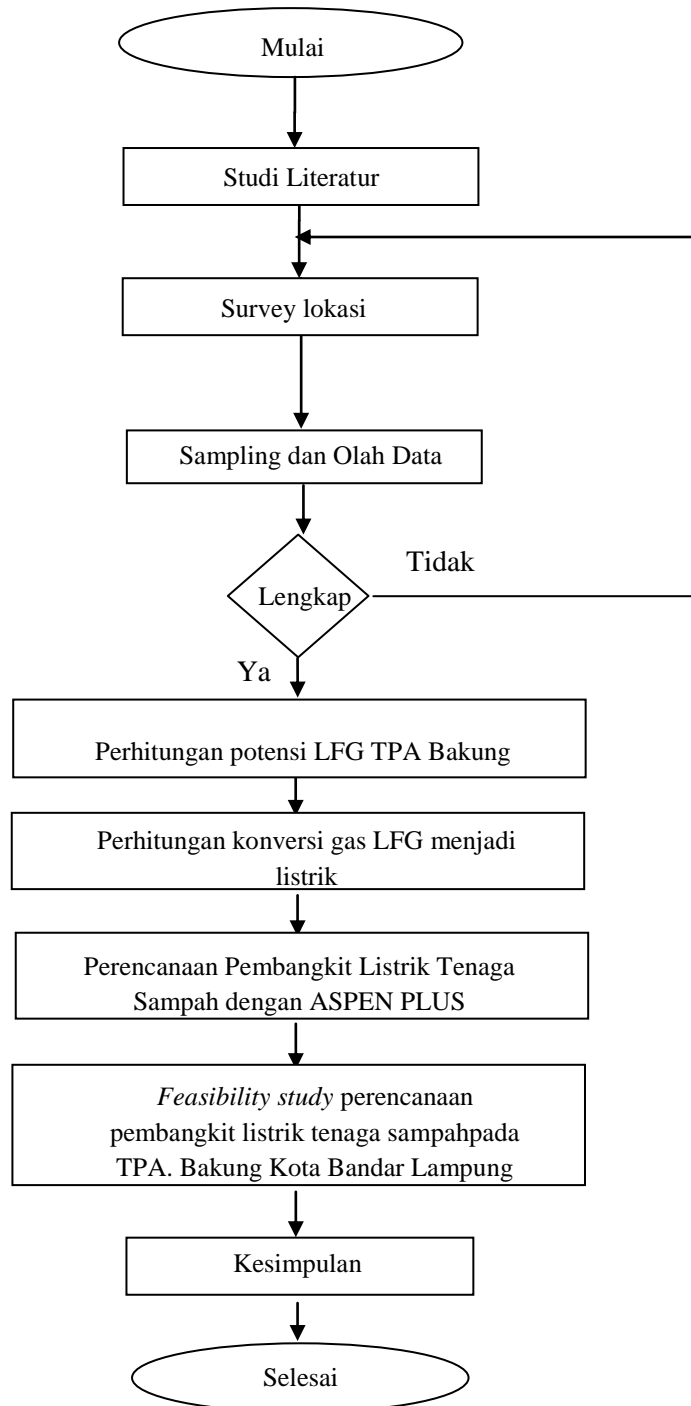 Mulai
Studi Literatur
Survey lokasi
Sampling dan Olah Data
Tidak
Lengkap
Ya
Perhitungan potensi LFG TPA Bakung
Perhitungan konversi gas LFG menjadi
listrik
Perencanaan Pembangkit Listrik Tenaga
Sampah dengan ASPEN PLUS
Feasibility study perencanaan
pembangkit listrik tenaga sampahpada
TPA. Bakung Kota Bandar Lampung
Kesimpulan
Selesai